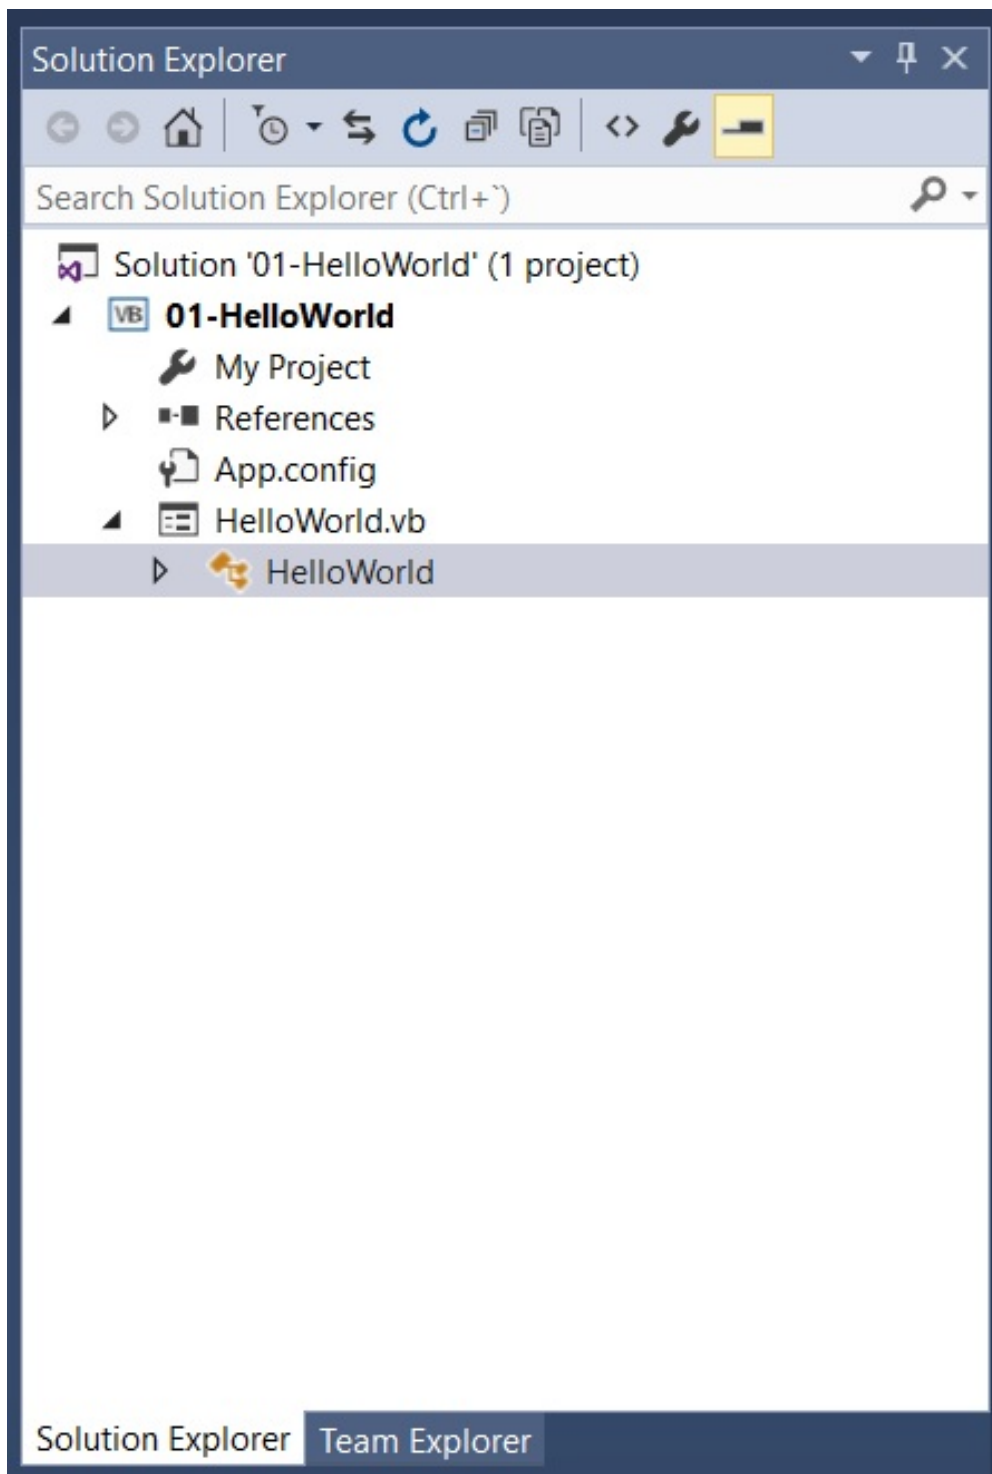 Solution Explorer
Search Solution Explorer (Ctrl+`)
Solution '01-HelloWorld' (1 project)
VB 01-HelloWorld
My Project
References
App.config
HelloWorld.vb
HelloWorld
Solution Explorer Team Explorer